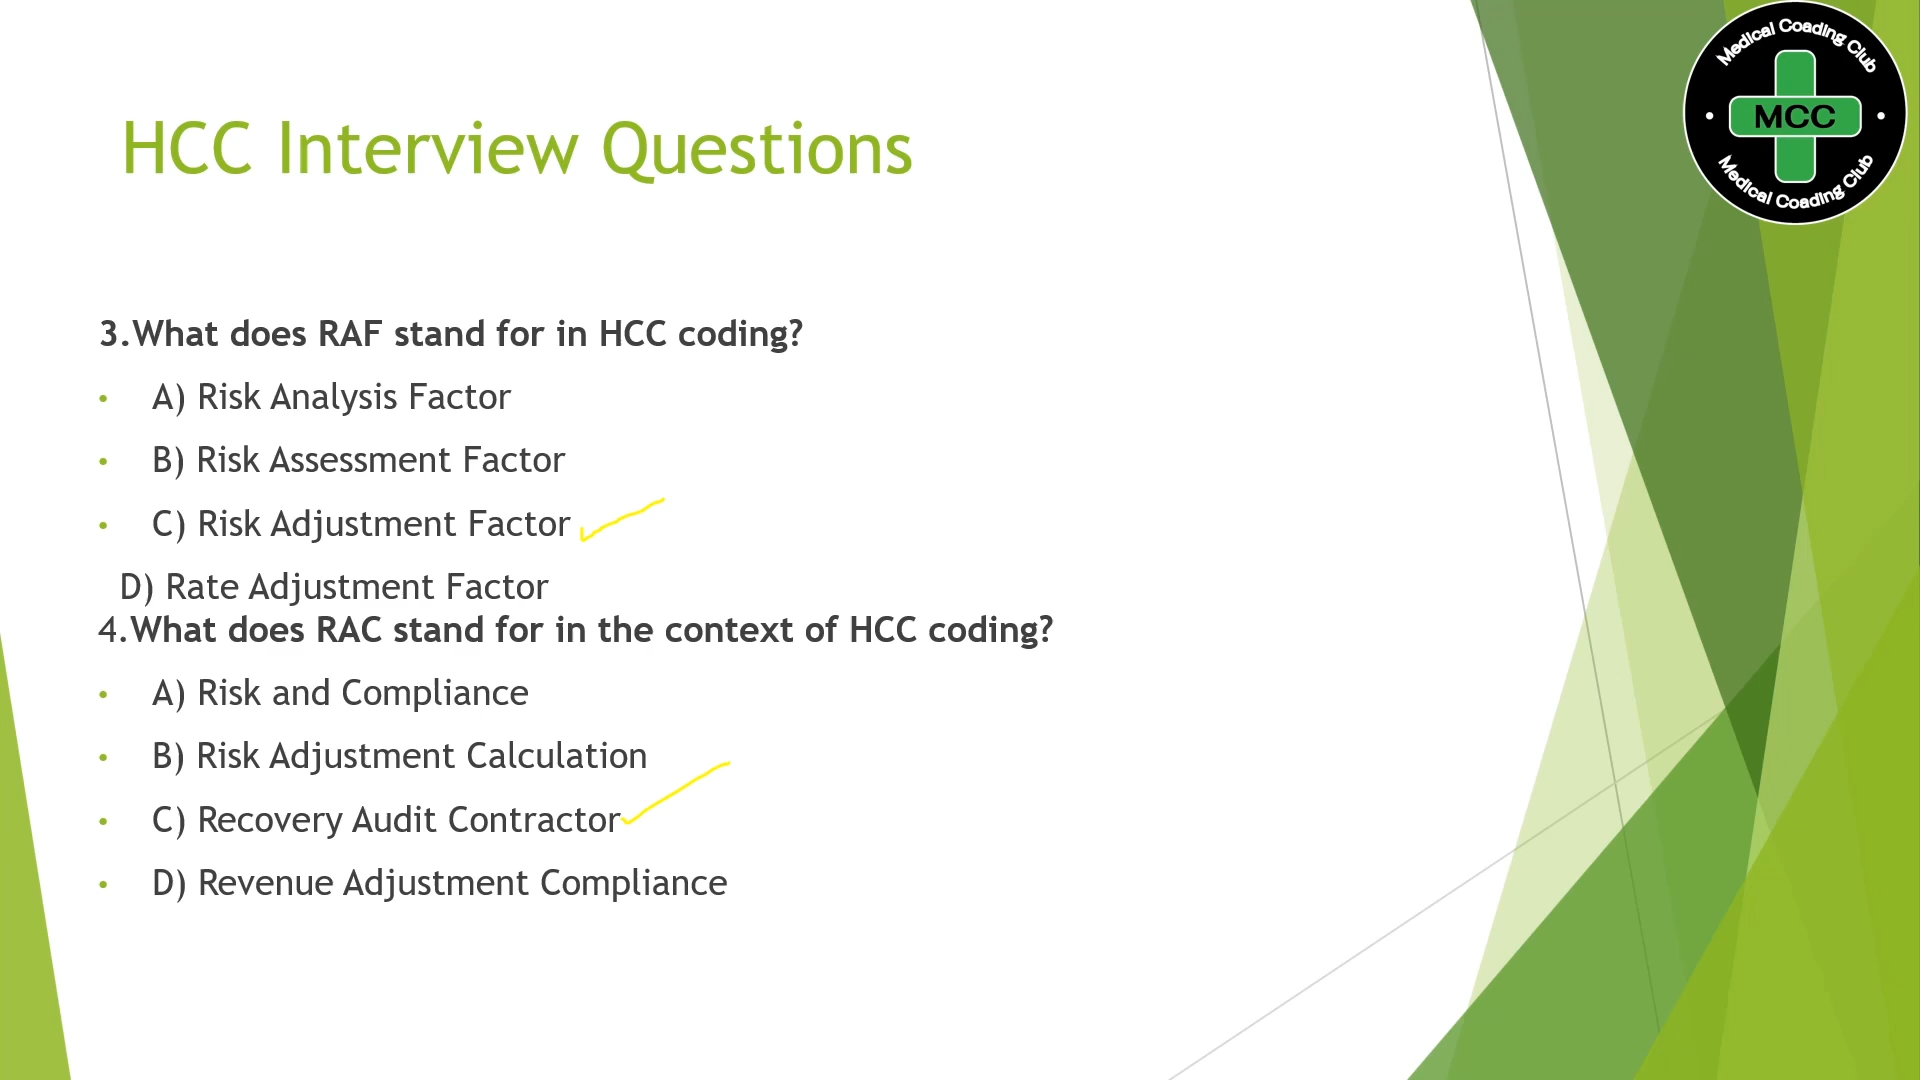 Medical Coading Club
MCC
Medical Coading Club
HCC Interview Questions
3.What does RAF stand for in HCC coding?
• A) Risk Analysis Factor
• B) Risk Assessment Factor
• C) Risk Adjustment Factor
D) Rate Adjustment Factor
4.What does RAC stand for in the context of HCC coding?
• A) Risk and Compliance
• B) Risk Adjustment Calculation
• C) Recovery Audit Contractor
• D) Revenue Adjustment Compliance